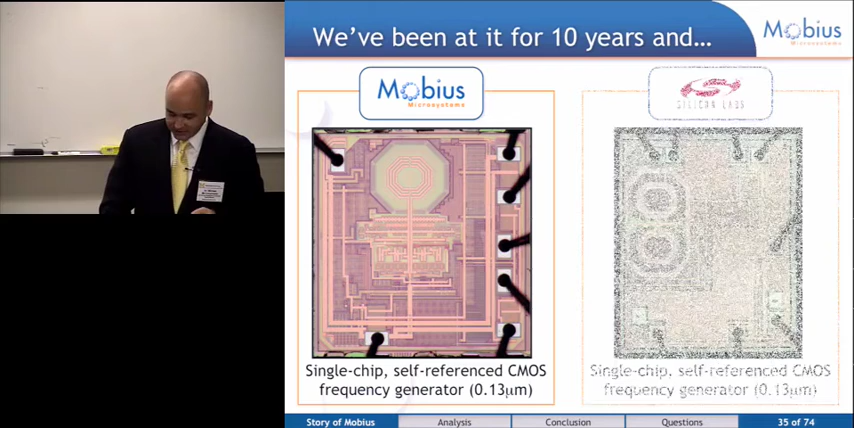 We've been at it for 10 years and...
Mobius
Microsystems
Mobius
Microsystems
SILICON LABS
Single-chip, self-referenced CMOS
frequency generator (0.13µm)
Single-chip, self-referenced CMOS
frequency generator (0.13µm)
Story of Mobius
Analysis
Conclusion
Questions
35 of 74